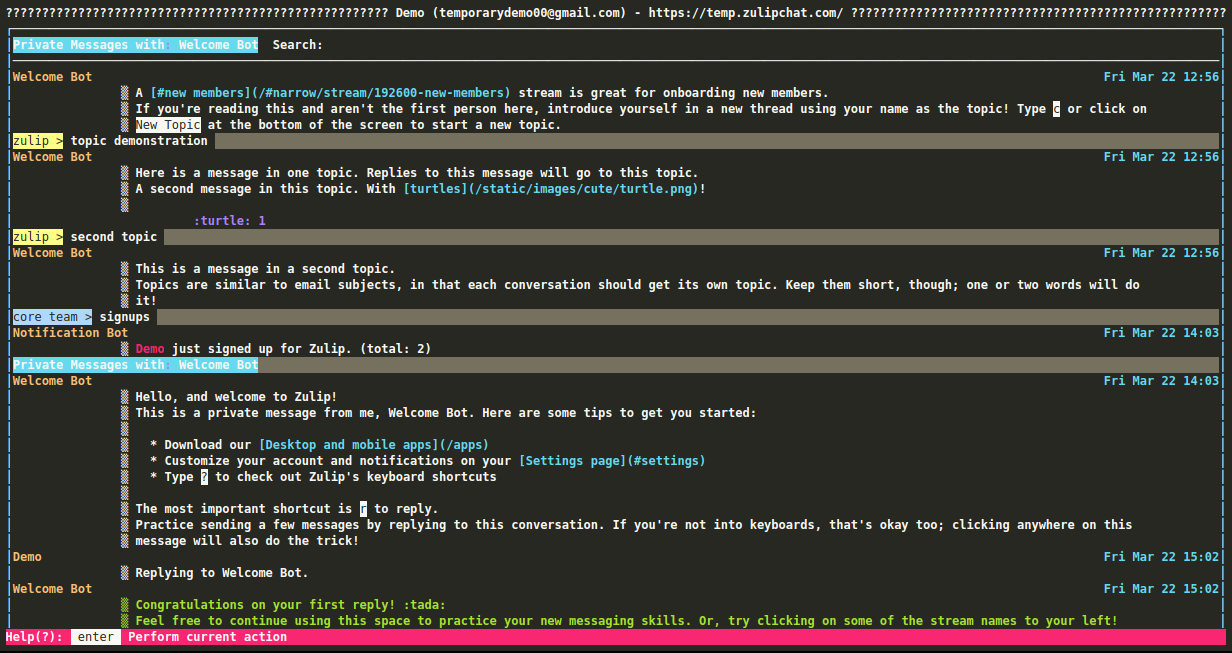 ????????????????????????????????????????????????????? Demo (temporarydemo00@gmail.com) - https://temp.zulipchat.com/ ????????????????????????????????????????????????????
Private Messages with: Welcome Bot Search:
Welcome Bot Fri Mar 22 12:56
A [#new members](/#narrow/stream/192600-new-members) stream is great for onboarding new members.
If you're reading this and aren't the first person here, introduce yourself in a new thread using your name as the topic! Type c or click on
New Topic at the bottom of the screen to start a new topic.
zulip > topic demonstration
Welcome Bot Fri Mar 22 12:56
Here is a message in one topic. Replies to this message will go to this topic.
A second message in this topic. With [turtles](/static/images/cute/turtle.png)!
:turtle: 1
zulip > second topic
Welcome Bot Fri Mar 22 12:56
This is a message in a second topic.
Topics are similar to email subjects, in that each conversation should get its own topic. Keep them short, though; one or two words will do
it!
core team > signups
Notification Bot Fri Mar 22 14:03
Demo just signed up for Zulip. (total: 2)
Private Messages with: Welcome Bot
Welcome Bot Fri Mar 22 14:03
Hello, and welcome to Zulip!
This is a private message from me, Welcome Bot. Here are some tips to get you started:
* Download our [Desktop and mobile apps](/apps)
* Customize your account and notifications on your [Settings page](#settings)
* Type ? to check out Zulip's keyboard shortcuts
The most important shortcut is r to reply.
Practice sending a few messages by replying to this conversation. If you're not into keyboards, that's okay too; clicking anywhere on this
message will also do the trick!
Demo Fri Mar 22 15:02
Replying to Welcome Bot.
Welcome Bot Fri Mar 22 15:02
Congratulations on your first reply! :tada:
Feel free to continue using this space to practice your new messaging skills. Or, try clicking on some of the stream names to your left!
Help(?): enter Perform current action